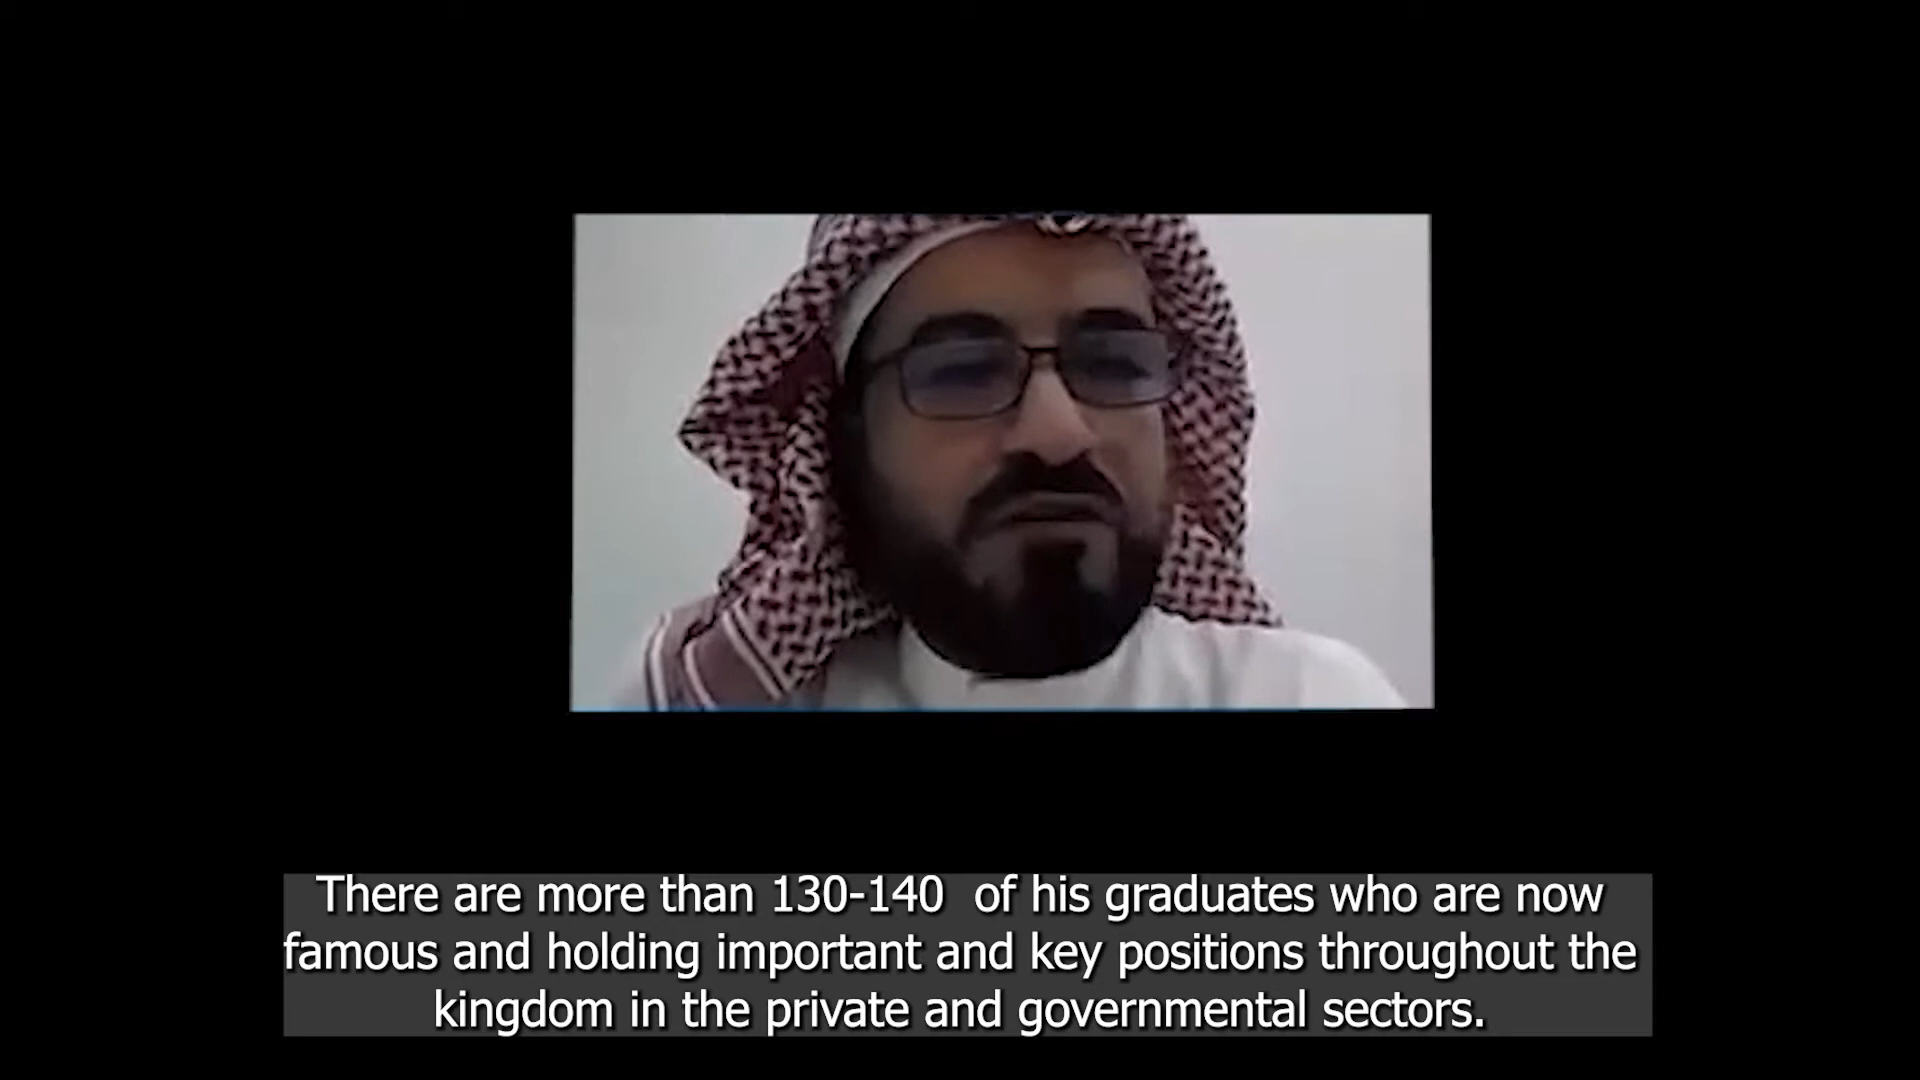 There are more than 130-140  of his graduates who are now
famous and holding important and key positions throughout the
kingdom in the private and governmental sectors.